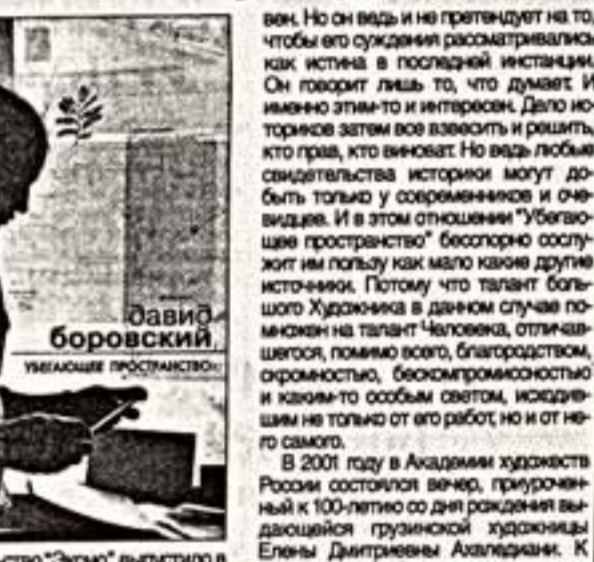 давид
боровский
УБЕГАЮЩЕЕ ПРОСТРАНСТВО
"Эксмо" выпустило в
вен. Но он ведь и не претендует на то,
чтобы его суждения рассматривались
как истина в последней инстанции.
Он говорит лишь то, что думает. И
именно этим-то и интересен. Дело ис-
ториков затем все взвесить и решить,
кто прав, кто виноват. Но ведь любые
свидетельства историки могут до-
быть только у современников и оче-
видцев. И в этом отношении "Убегаю-
щее пространство" бесспорно сослу-
жит им пользу как мало какие другие
источники. Потому что талант боль-
шого Художника в данном случае по-
множен на талант Человека, отличав-
шегося, помимо всего, благородством,
скромностью, бескомпромиссностью
и каким-то особым светом, исходив-
шим не только от его работ, но и от не-
го самого.
В 2001 году в Академии художеств
России состоялся вечер, приурочен-
ный к 100-летию со дня рождения вы-
дающейся грузинской художницы
Елены Дмитриевны Ахвледиани. К